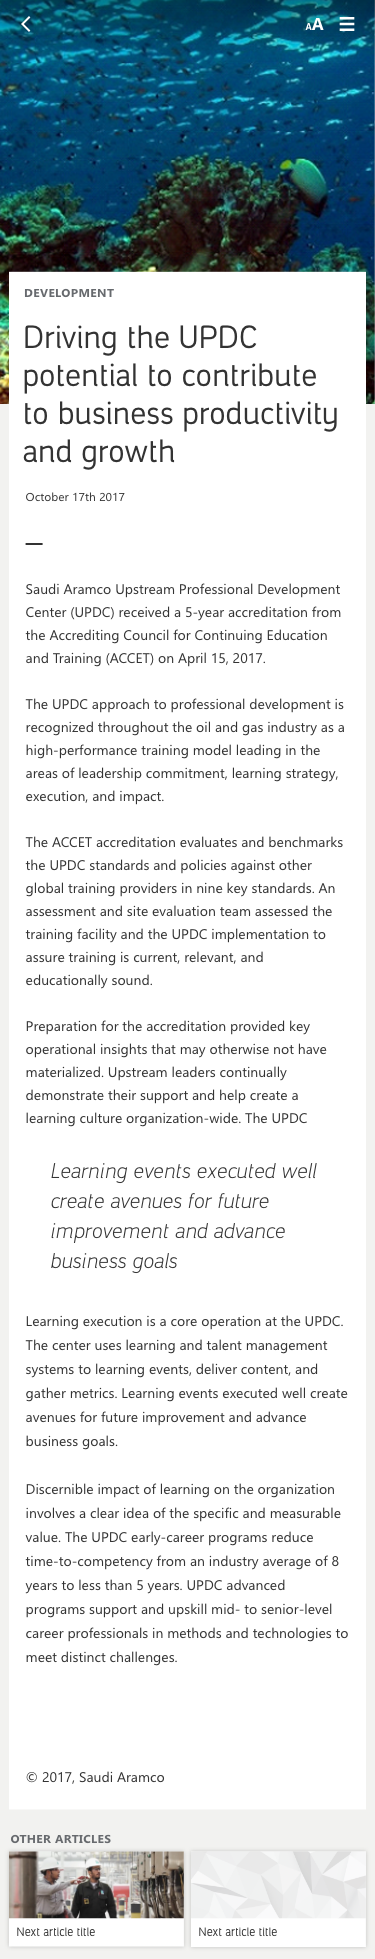 AA
DEVELOPMENT
Driving the UPDC
potential to contribute
to business productivity
and growth
October 17th 2017
Saudi Aramco Upstream Professional Development
Center (UPDC) received a 5-year accreditation from
the Accrediting Council for Continuing Education
and Training (ACCET) on April 15, 2017.
The UPDC approach to professional development is
recognized throughout the oil and gas industry as a
high-performance training model leading in the
areas of leadership commitment, learning strategy,
execution, and impact.
The ACCET accreditation evaluates and benchmarks
the UPDC standards and policies against other
global training providers in nine key standards. An
assessment and site evaluation team assessed the
training facility and the UPDC implementation to
assure training is current, relevant, and
educationally sound.
Preparation for the accreditation provided key
operational insights that may otherwise not have
materialized. Upstream leaders continually
demonstrate their support and help create a
learning culture organization-wide. The UPDC
Learning events executed well
create avenues for future
improvement and advance
business goals
Learning execution is a core operation at the UPDC.
The center uses learning and talent management
systems to learning events, deliver content, and
gather metrics. Learning events executed well create
avenues for future improvement and advance
business goals.
Discernible impact of learning on the organization
involves a clear idea of the specific and measurable
value. The UPDC early-career programs reduce
time-to-competency from an industry average of 8
years to less than 5 years. UPDC advanced
programs support and upskill mid- to senior-level
career professionals in methods and technologies to
meet distinct challenges.
© 2017, Saudi Aramco
OTHER ARTICLES
Next article title
Next article title